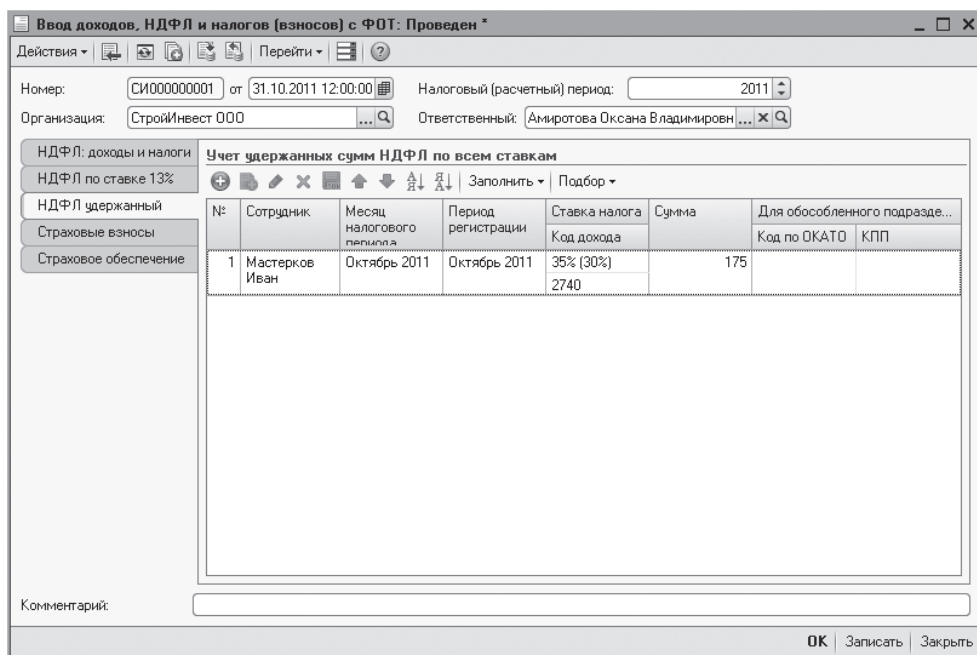 Ввод доходов, НДФЛ и налогов (взносов) с ФОТ: Проведен *
Действия Перейти
Номер: СИ000000001 от 31.10.2011 12:00:00 Налоговый (расчетный) период: 2011
Организация: СтройИнвест ООО ... Ответственный: Амиротова Оксана Владимировн ...
НДФЛ: доходы и налоги
НДФЛ по ставке 13%
НДФЛ удержанный
Страховые взносы
Страховое обеспечение
Учет удержанных сумм НДФЛ по всем ставкам
Заполнить Подбор
№ Сотрудник Месяц налогового периода Период регистрации Ставка налога Сумма Для обособленного подразде...
Код дохода Код по ОКАТО КПП
1 Мастерков Иван Октябрь 2011 Октябрь 2011 35% (30%) 175
2740
Комментарий:
OK Записать Закрыть